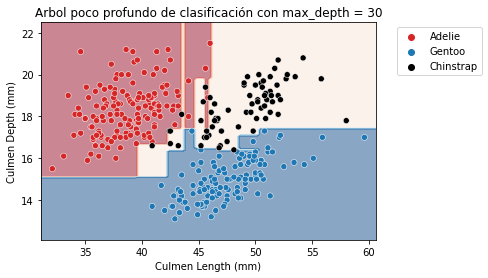 Arbol poco profundo de clasificación con max_depth = 30
Adelie
Gentoo
Chinstrap
22
20
18
16
14
Culmen Depth (mm)
35
40
45
50
55
60
Culmen Length (mm)